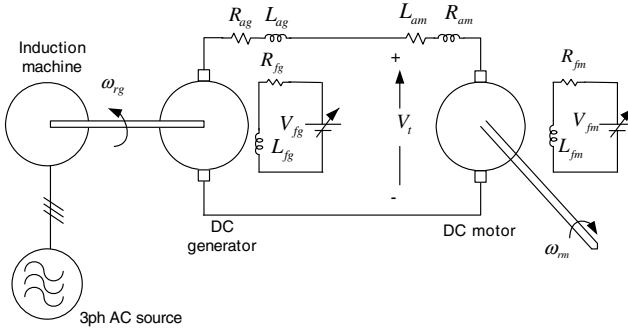 R_ag L_ag
L_am R_am
Induction machine
ω_rg
R_fg
V_fg
L_fg
+
V_t
-
R_fm
V_fm
L_fm
DC generator
DC motor
ω_rm
3ph AC source